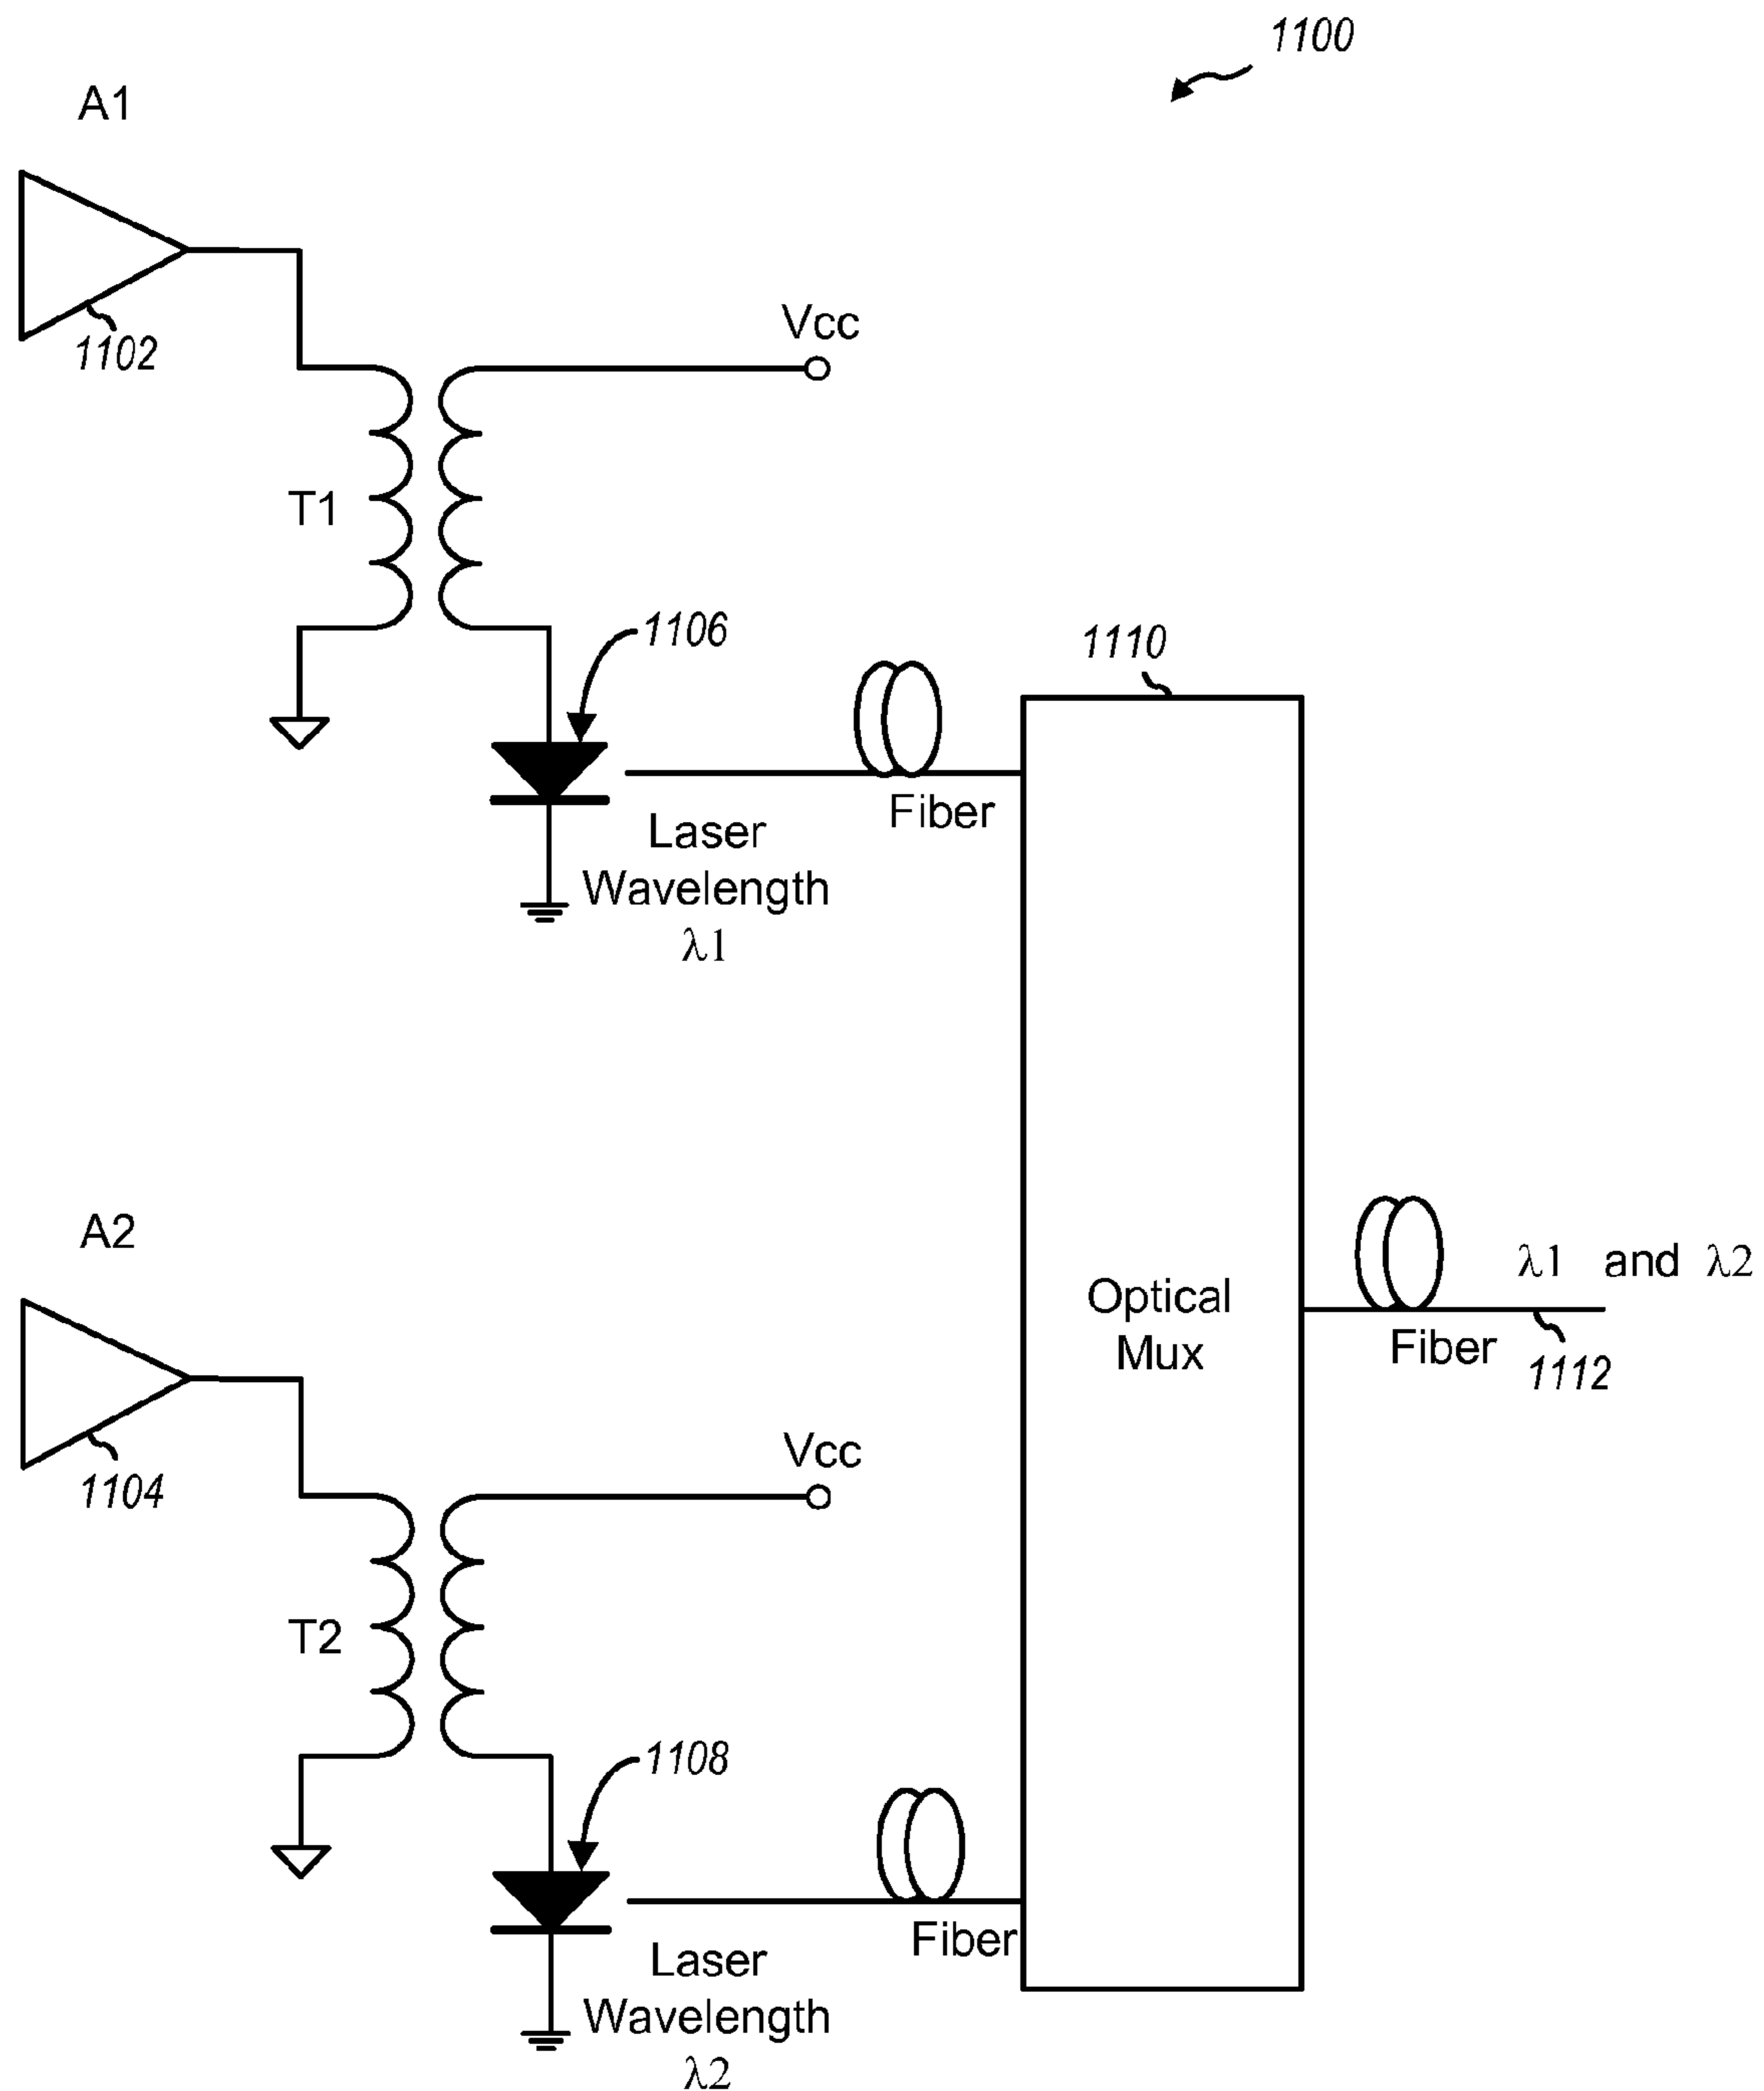 1100
A1
1102
Vcc
T1
1106
1110
Fiber
Laser
Wavelength
λ1
A2
λ1 and λ2
Optical
Mux
Fiber
1112
1104
Vcc
T2
1108
Fiber
Laser
Wavelength
λ2